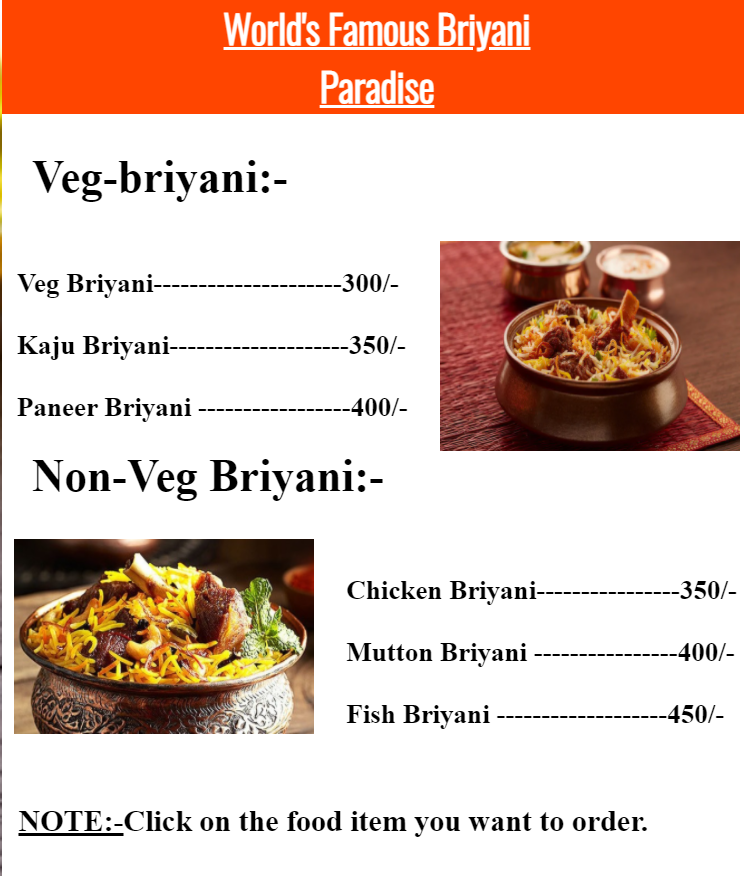 World's Famous Briyani
Paradise
Veg-briyani:-
Veg Briyani---------------------300/-
Kaju Briyani--------------------350/-
Paneer Briyani -----------------400/-
Non-Veg Briyani:-
Chicken Briyani----------------350/-
Mutton Briyani ----------------400/-
Fish Briyani -------------------450/-
NOTE:-Click on the food item you want to order.